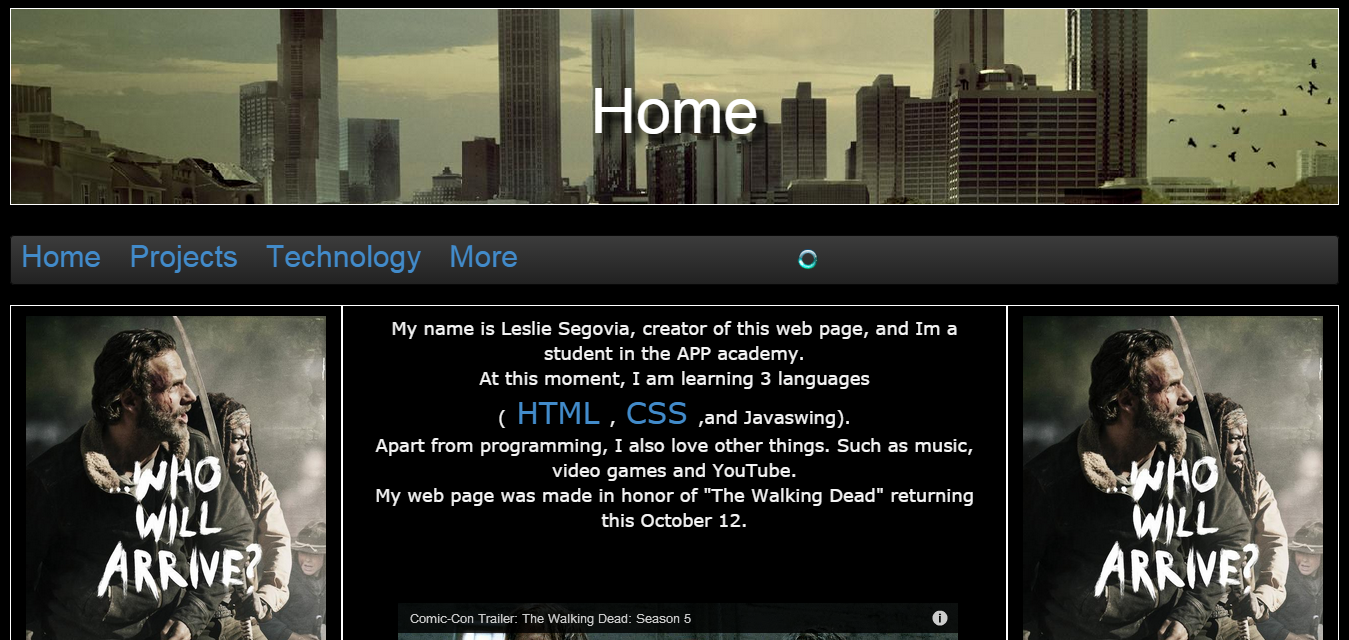 Home
Home Projects Technology More
...WHO
WILL
ARRIVE?
My name is Leslie Segovia, creator of this web page, and Im a
student in the APP academy.
At this moment, I am learning 3 languages
( HTML , CSS ,and Javaswing).
Apart from programming, I also love other things. Such as music,
video games and YouTube.
My web page was made in honor of "The Walking Dead" returning
this October 12.
Comic-Con Trailer: The Walking Dead: Season 5
i
...WHO
WILL
ARRIVE?